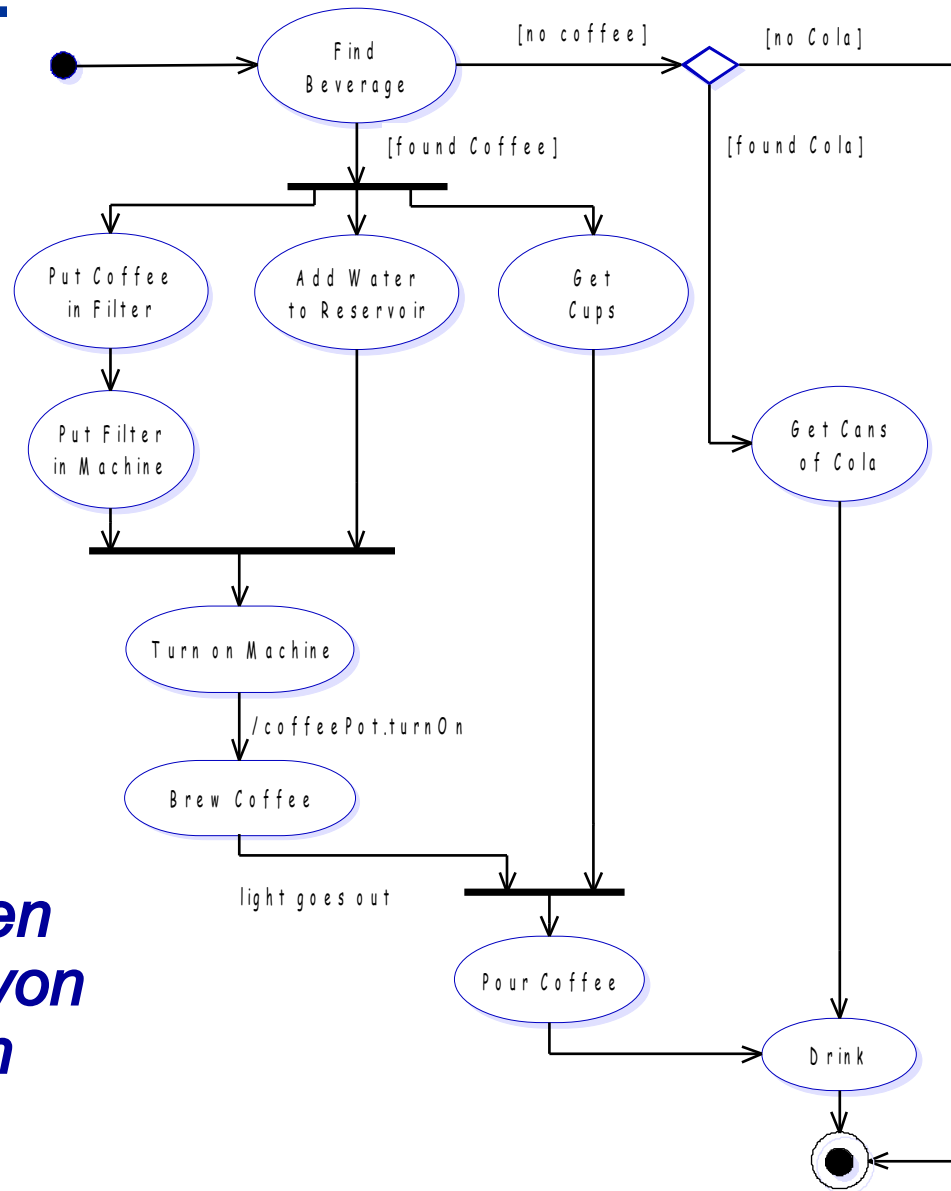 [no coffee]
[no Cola]
Find
Beverage
[found Coffee]
[found Cola]
Put Coffee
in Filter
Add Water
to Reservoir
Get
Cups
Put Filter
in Machine
Get Cans
of Cola
Turn on Machine
/coffeePot.turnOn
Brew Coffee
light goes out
von
Pour Coffee
Drink